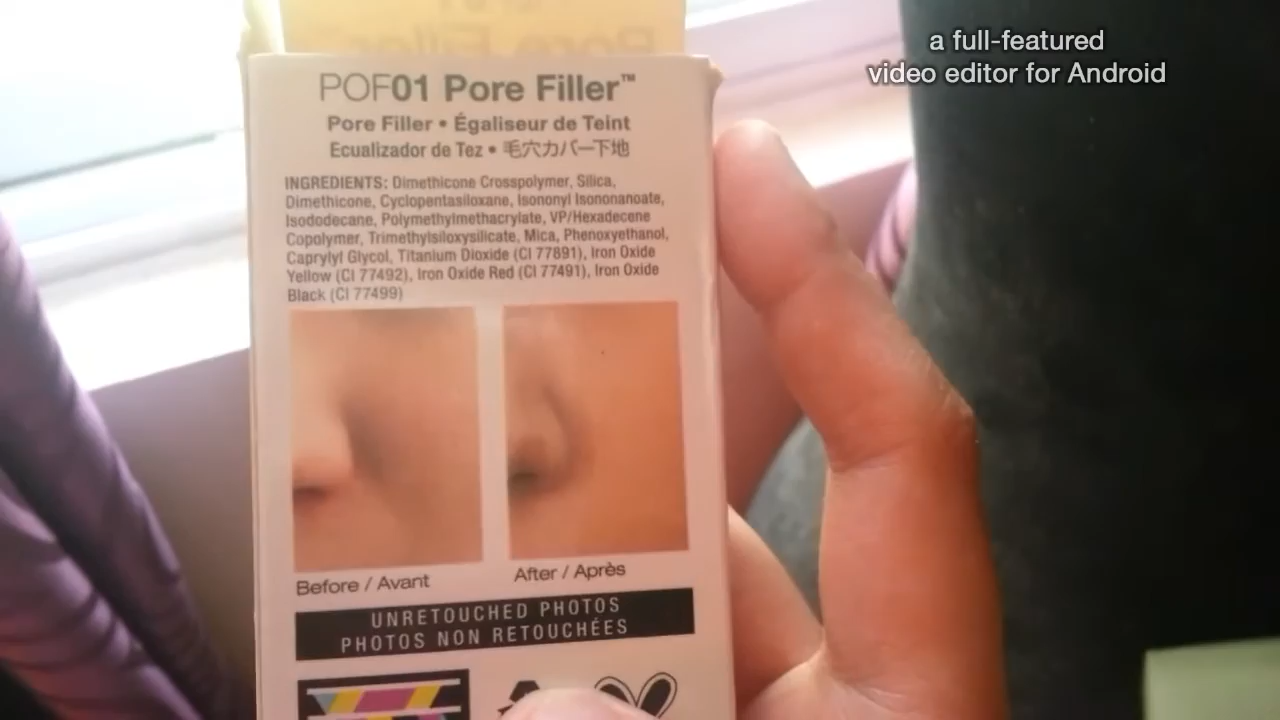 a full-featured
video editor for Android
POF01 Pore Filler™
Pore Filler • Égaliseur de Teint
Ecualizador de Tez • 毛穴カバー下地
INGREDIENTS: Dimethicone Crosspolymer, Silica,
Dimethicone, Cyclopentasiloxane, Isononyl Isononanoate,
Isododecane, Polymethylmethacrylate, VP/Hexadecene
Copolymer, Trimethylsiloxysilicate, Mica, Phenoxyethanol,
Caprylyl Glycol, Titanium Dioxide (CI 77891), Iron Oxide
Yellow (CI 77492), Iron Oxide Red (CI 77491), Iron Oxide
Black (CI 77499)
Before / Avant
After / Après
UNRETOUCHED PHOTOS
PHOTOS NON RETOUCHÉES